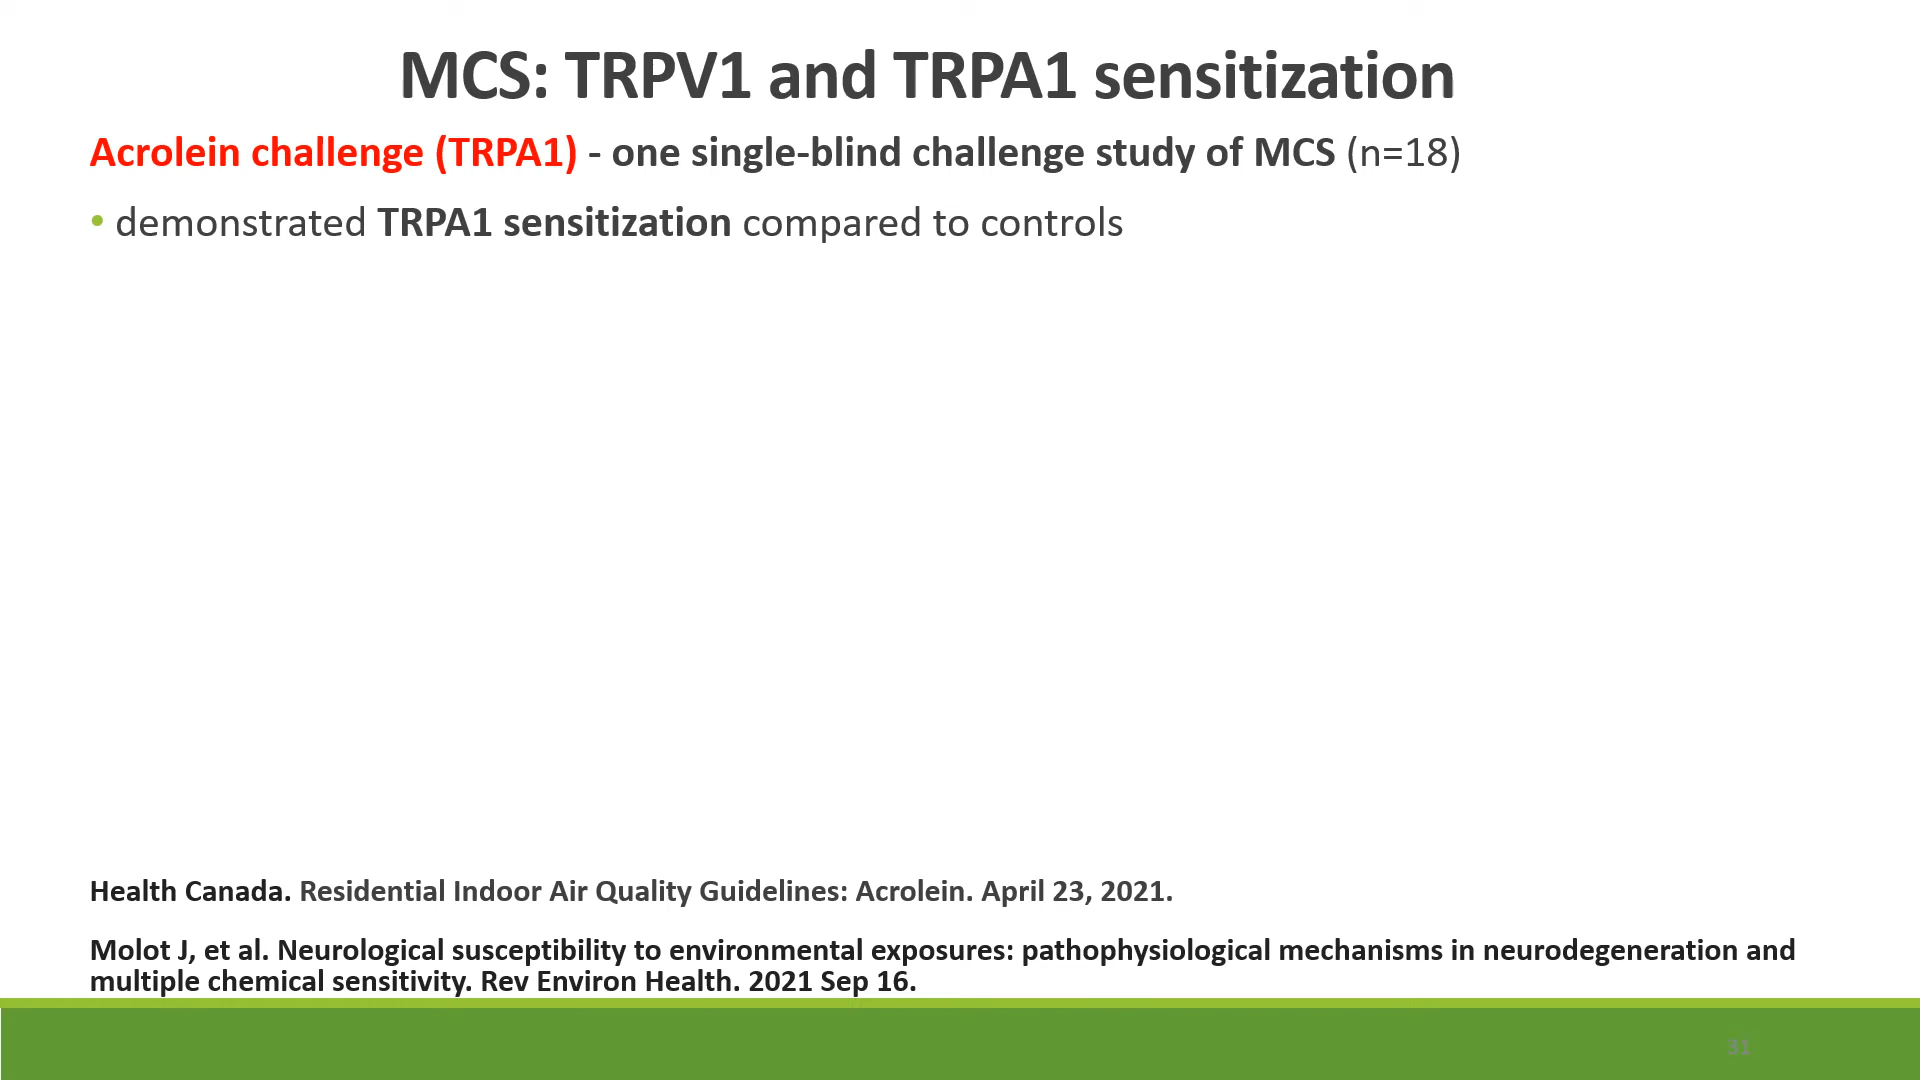 MCS: TRPV1 and TRPA1 sensitization
Acrolein challenge (TRPA1) - one single-blind challenge study of MCS (n=18)
• demonstrated TRPA1 sensitization compared to controls
Health Canada. Residential Indoor Air Quality Guidelines: Acrolein. April 23, 2021.
Molot J, et al. Neurological susceptibility to environmental exposures: pathophysiological mechanisms in neurodegeneration and
multiple chemical sensitivity. Rev Environ Health. 2021 Sep 16.
31